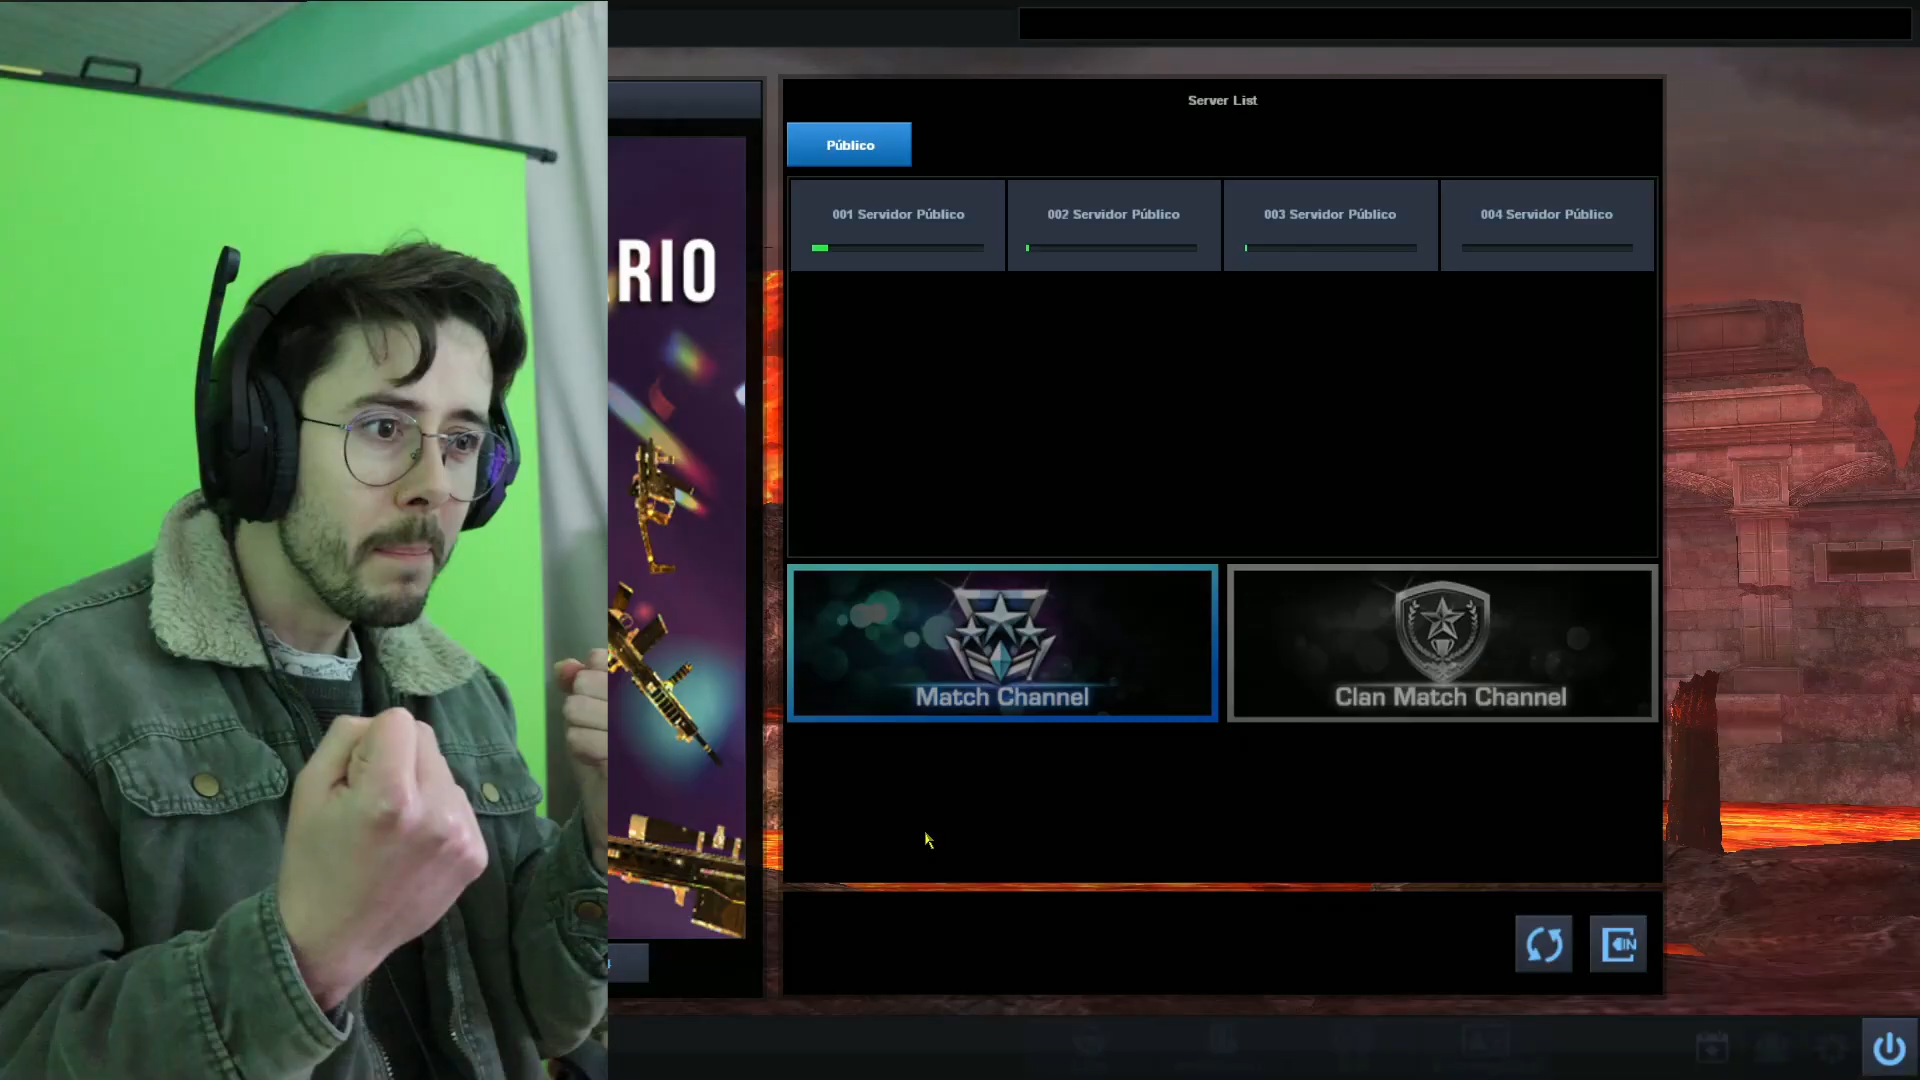 Server List
Público
001 Servidor Público
002 Servidor Público
003 Servidor Público
004 Servidor Público
RIO
Match Channel
Clan Match Channel
IN